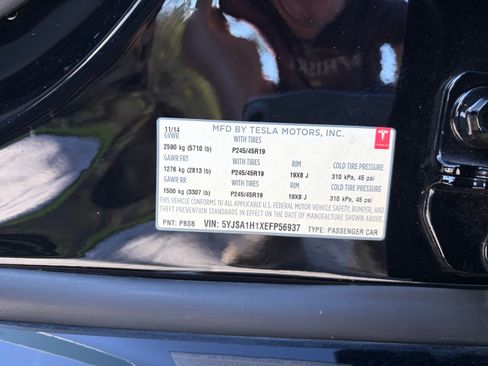 11/14 MFD BY TESLA MOTORS, INC.
GVWR WITH TIRES
2590 kg (5710 lb) P245/45R19
GAWR FRT WITH TIRES RIM COLD TIRE PRESSURE
1276 kg (2813 lb) P245/45R19 19X8 J 310 kPa, 45 psi
GAWR RR WITH TIRES RIM COLD TIRE PRESSURE
1500 kg (3307 lb) P245/45R19 19X8 J 310 kPa, 45 psi
THIS VEHICLE CONFORMS TO ALL APPLICABLE U.S. FEDERAL MOTOR VEHICLE SAFETY, BUMPER, AND
THEFT PREVENTION STANDARDS IN EFFECT ON THE DATE OF MANUFACTURE SHOWN ABOVE.
PNT: PBSB VIN: 5YJSA1H1XEFP56937 TYPE: PASSENGER CAR
TESLA